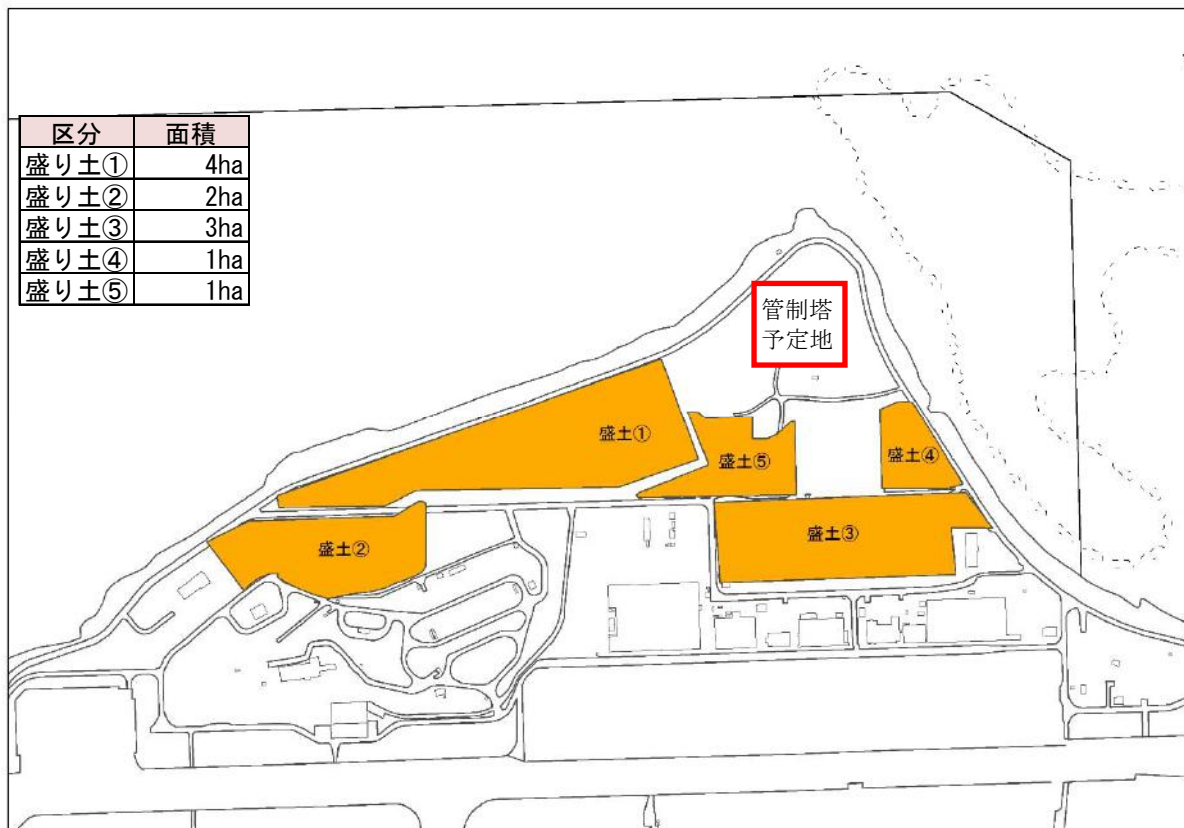 区分 面積
盛り土① 4ha
盛り土② 2ha
盛り土③ 3ha
盛り土④ 1ha
盛り土⑤ 1ha
管制塔
予定地
盛土①
盛土⑤
盛土④
盛土③
盛土②